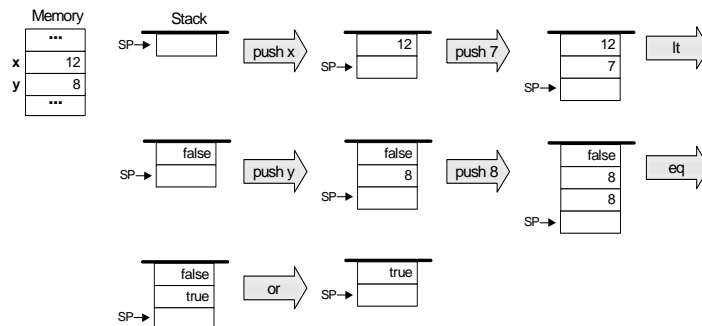 Memory
...
x 12
y 8
...
Stack
SP
push x
12
SP
push 7
12
7
SP
lt
false
SP
push y
false
8
SP
push 8
false
8
8
SP
eq
false
true
SP
or
true
SP